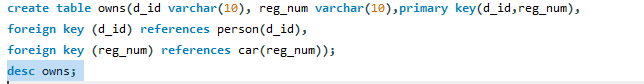 create table owns(d_id varchar(10), reg_num varchar(10),primary key(d_id,reg_num),
foreign key (d_id) references person(d_id),
foreign key (reg_num) references car(reg_num));
desc owns;